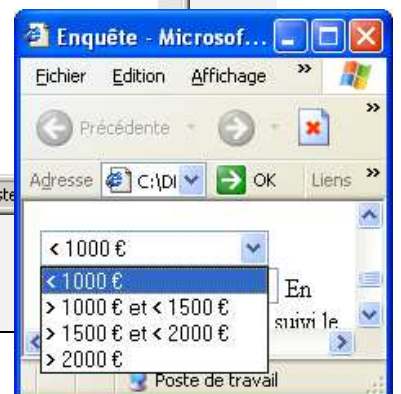 Enquête - Microsof...
Fichier Edition Affichage »
Précédente »
Adresse C:\DI OK Liens »
< 1000 €
< 1000 €
> 1000 € et < 1500 €
> 1500 € et < 2000 €
> 2000 €
En
suivi le
Poste de travail